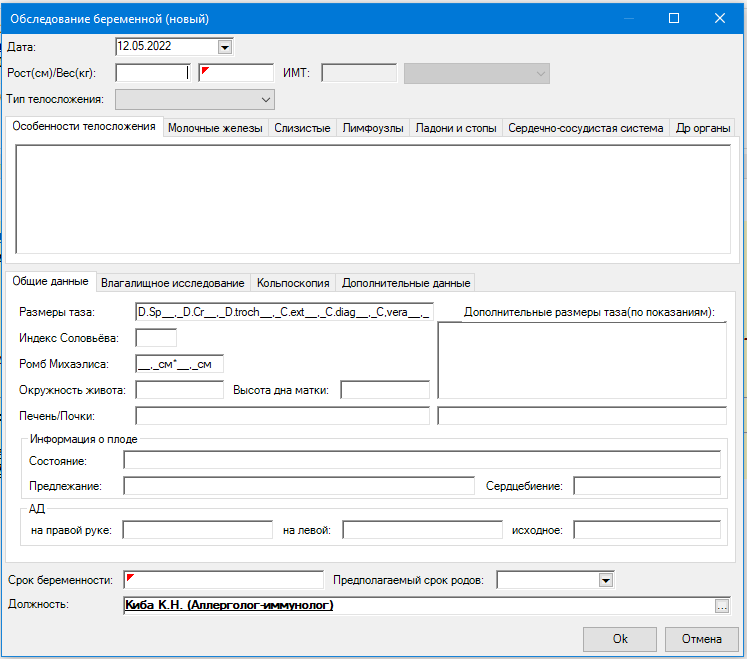 Обследование беременной (новый)
Дата: 12.05.2022
Рост(см)/Вес(кг): ИМТ:
Тип телосложения:
Особенности телосложения Молочные железы Слизистые Лимфоузлы Ладони и стопы Сердечно-сосудистая система Др органы
Общие данные Влагалищное исследование Кольпоскопия Дополнительные данные
Размеры таза: D.Sp__,_D.Cr__,_D.troch__,_C.ext__,_C.diag__,_C,vera__,_ Дополнительные размеры таза(по показаниям):
Индекс Соловьёва:
Ромб Михаэлиса: __,_см*__,_см
Окружность живота: Высота дна матки:
Печень/Почки:
Информация о плоде
Состояние:
Предлежание: Сердцебиение:
АД
на правой руке: на левой: исходное:
Срок беременности: Предполагаемый срок родов:
Должность: Киба К.Н. (Аллерголог-иммунолог) ...
Ok Отмена